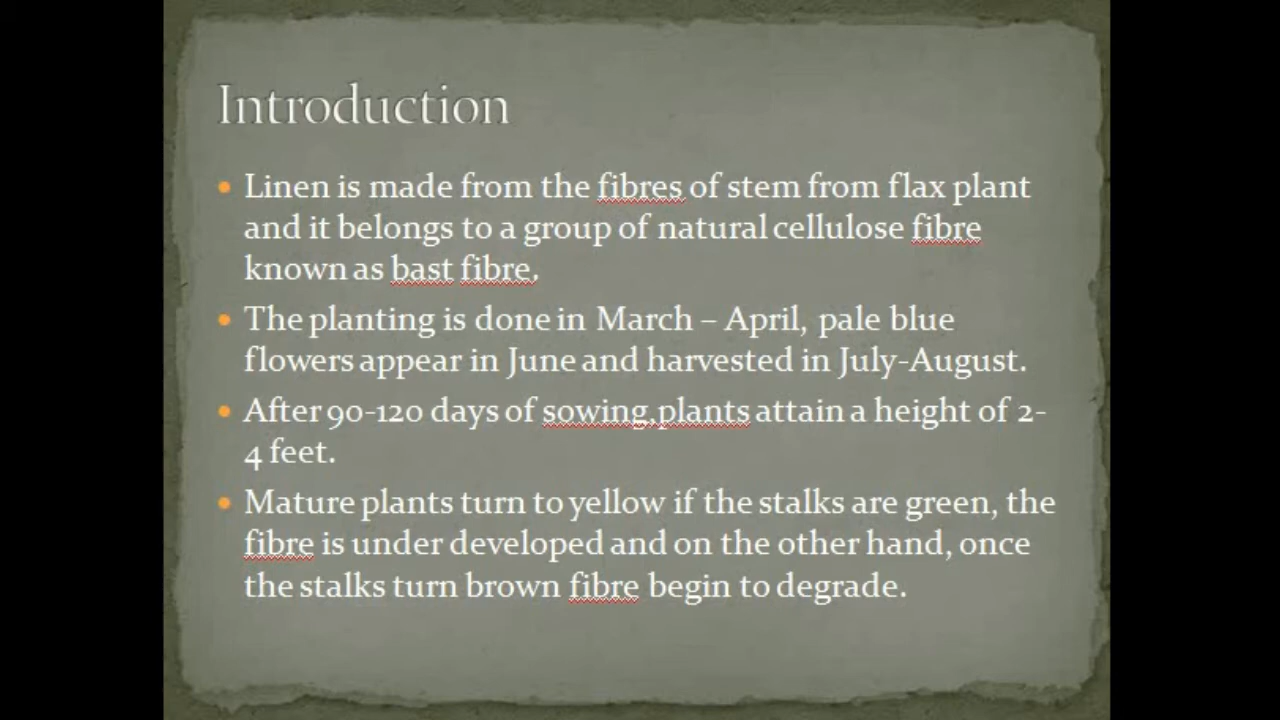 Introduction
Linen is made from the fibres of stem from flax plant
and it belongs to a group of natural cellulose fibre
known as bast fibre.
The planting is done in March – April, pale blue
flowers appear in June and harvested in July-August.
After 90-120 days of sowing,plants attain a height of 2-
4 feet.
Mature plants turn to yellow if the stalks are green, the
fibre is under developed and on the other hand, once
the stalks turn brown fibre begin to degrade.